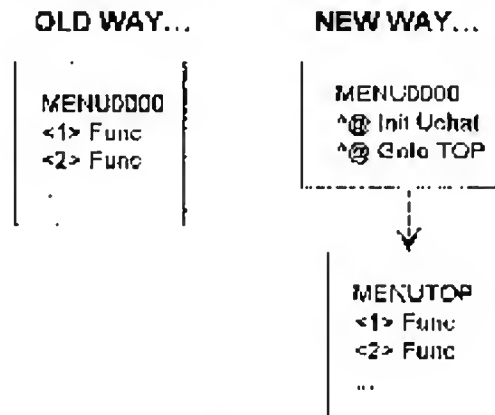 OLD WAY...
MENU0000
<1> Func
<2> Func
.
NEW WAY...
MENU0000
^@ Init Uchat
^@ Goto TOP
MENUTOP
<1> Func
<2> Func
...